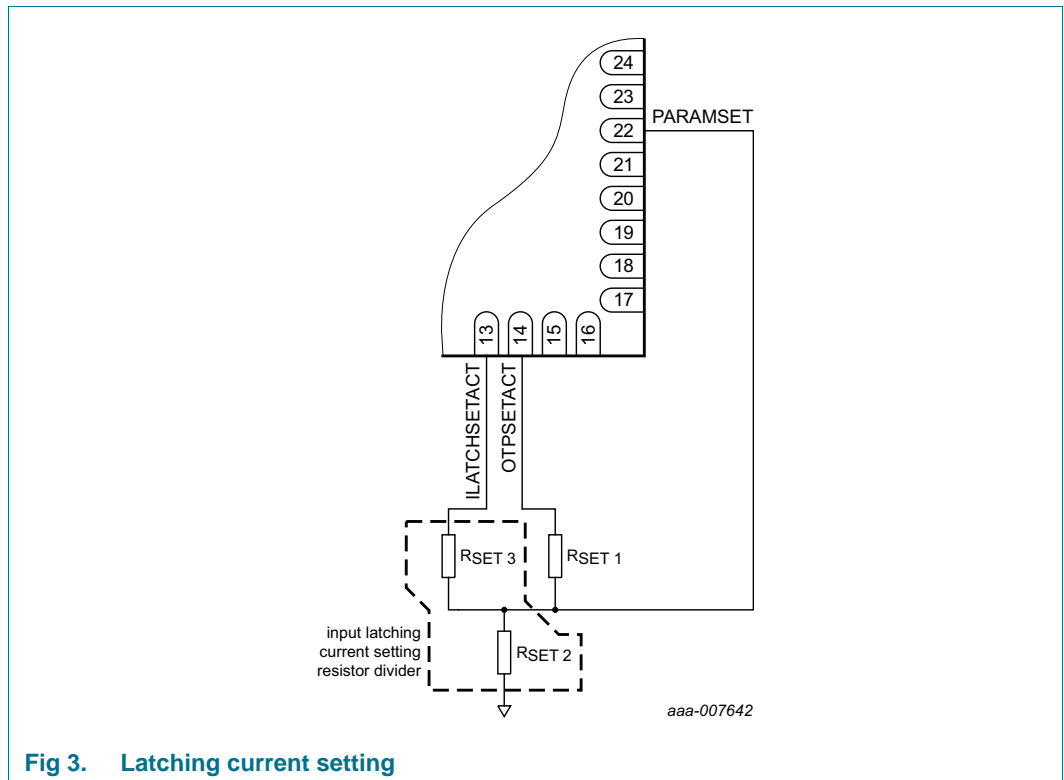 24
23
22
PARAMSET
21
20
19
18
17
13
14
15
16
ILATCHSETACT
OTPSETACT
RSET 3
RSET 1
input latching
current setting
resistor divider
RSET 2
aaa-007642
Fig 3. Latching current setting